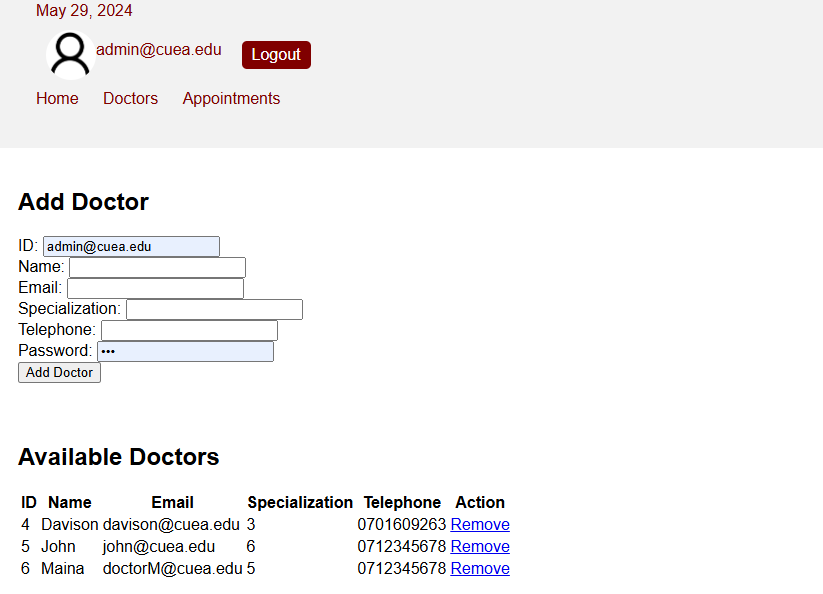 May 29, 2024
admin@cuea.edu Logout
Home Doctors Appointments
Add Doctor
ID: admin@cuea.edu
Name:
Email:
Specialization:
Telephone:
Password: •••
Add Doctor
Available Doctors
ID Name Email Specialization Telephone Action
4 Davison davison@cuea.edu 3 0701609263 Remove
5 John john@cuea.edu 6 0712345678 Remove
6 Maina doctorM@cuea.edu 5 0712345678 Remove